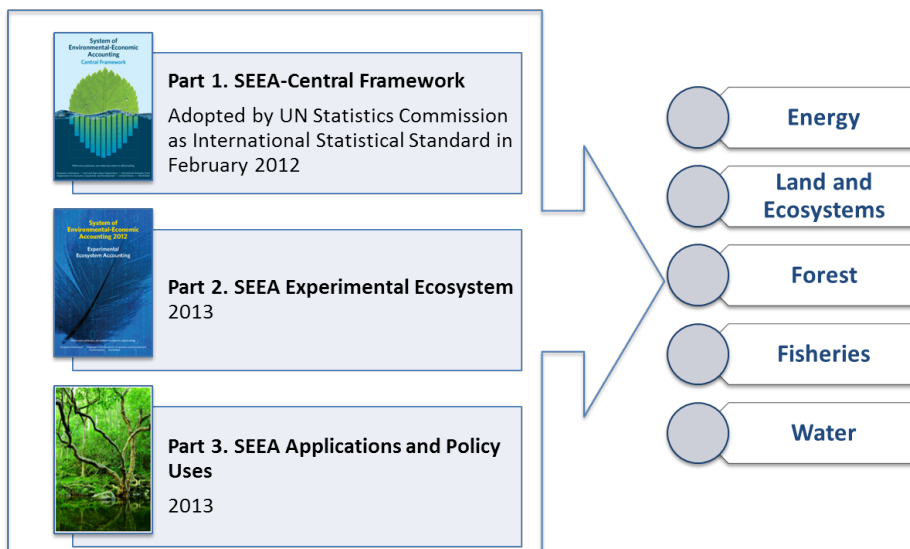 System of
Environmental-Economic
Accounting
Central Framework
Part 1. SEEA-Central Framework
Adopted by UN Statistics Commission
as International Statistical Standard in
February 2012
System of
Environmental-Economic
Accounting 2012
Experimental
Ecosystem Accounting
Part 2. SEEA Experimental Ecosystem
2013
Part 3. SEEA Applications and Policy
Uses
2013
Energy
Land and
Ecosystems
Forest
Fisheries
Water